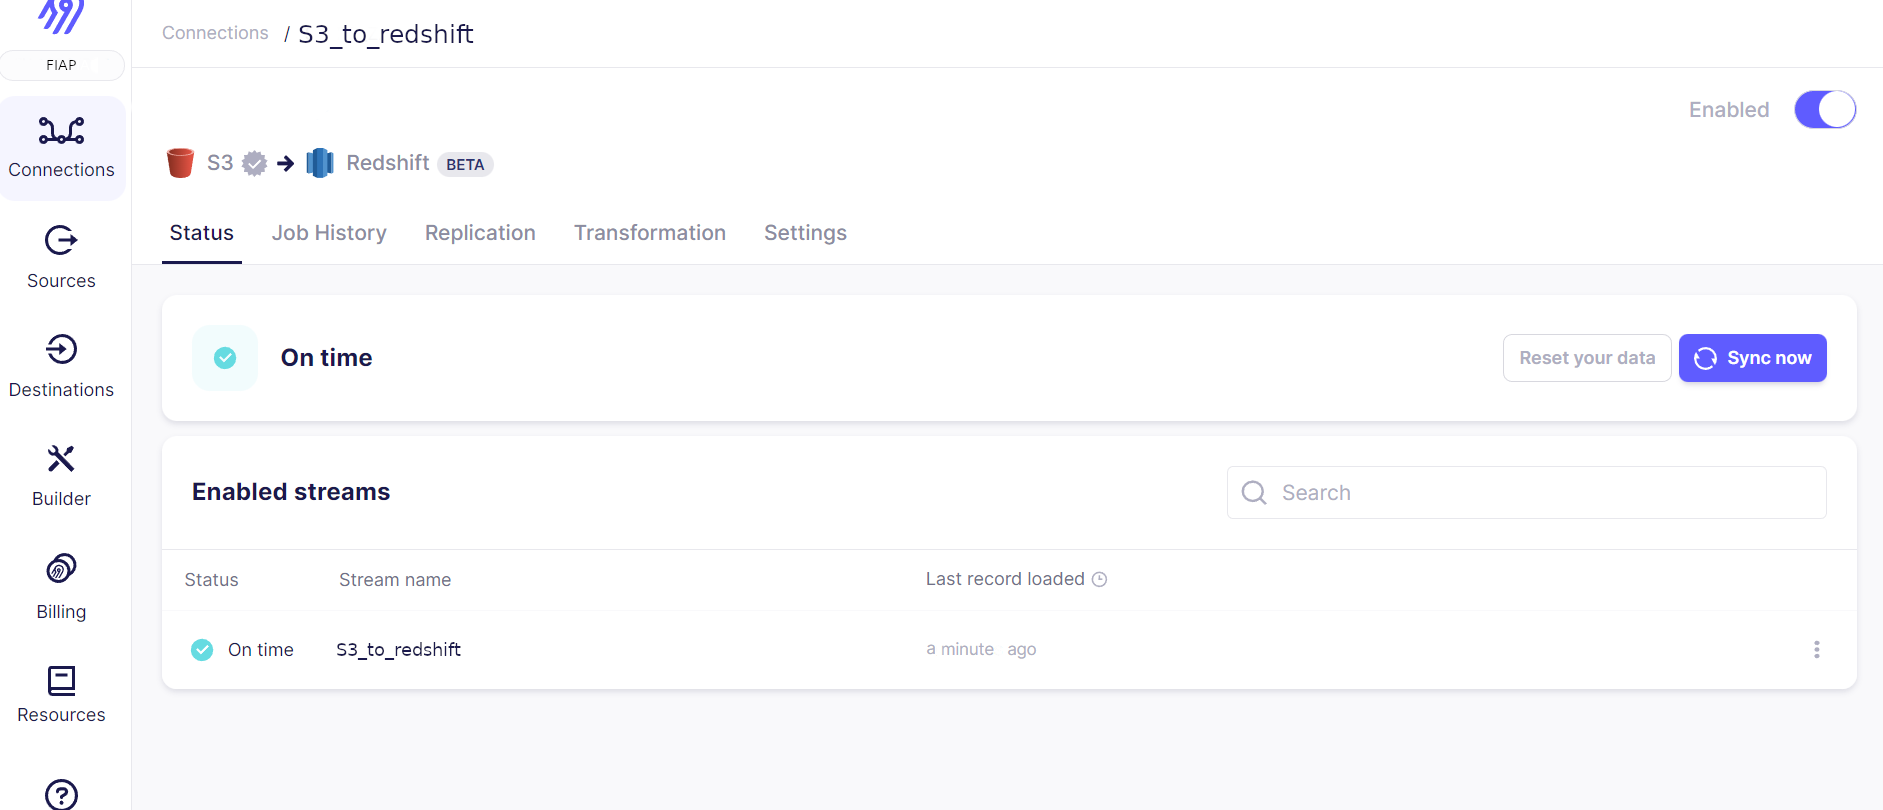 Connections / S3_to_redshift
FIAP
Connections
Sources
Destinations
Builder
Billing
Resources
Enabled
S3 Redshift BETA
Status Job History Replication Transformation Settings
On time Reset your data Sync now
Enabled streams Search
Status Stream name Last record loaded
On time S3_to_redshift a minute ago